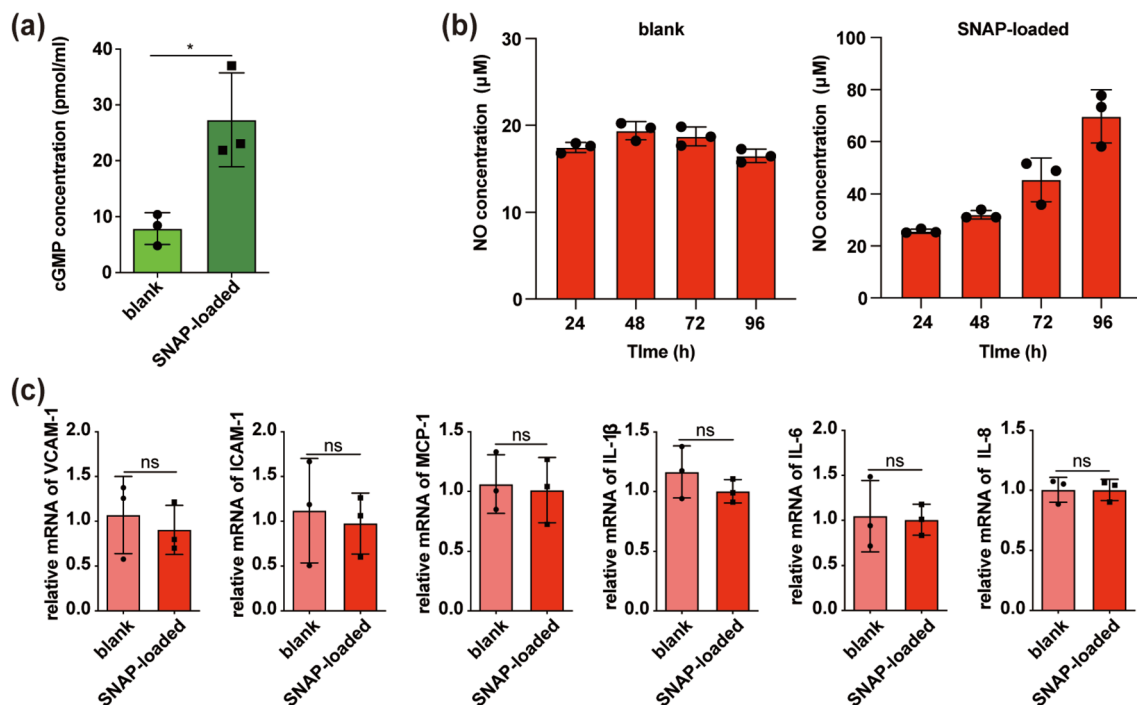 (a)
*
cGMP concentration (pmol/ml)
40
30
20
10
0
blank
SNAP-loaded
(b)
blank
NO concentration (μM)
30
20
10
0
24 48 72 96
TIme (h)
SNAP-loaded
NO concentration (μM)
100
80
60
40
20
0
24 48 72 96
TIme (h)
(c)
relative mRNA of VCAM-1
2.0
1.5
1.0
0.5
0.0
ns
blank
SNAP-loaded
relative mRNA of ICAM-1
2.0
1.5
1.0
0.5
0.0
ns
blank
SNAP-loaded
relative mRNA of MCP-1
1.5
1.0
0.5
0.0
ns
blank
SNAP-loaded
relative mRNA of IL-1β
1.5
1.0
0.5
0.0
ns
blank
SNAP-loaded
relative mRNA of IL-6
2.0
1.5
1.0
0.5
0.0
ns
blank
SNAP-loaded
relative mRNA of IL-8
1.5
1.0
0.5
0.0
ns
blank
SNAP-loaded